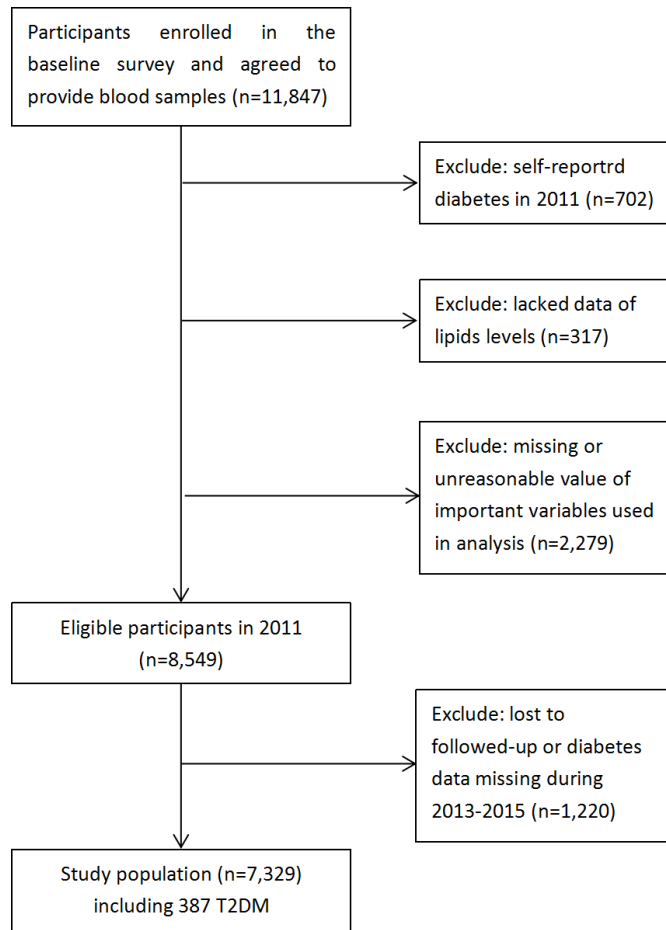 Participants enrolled in the
baseline survey and agreed to
provide blood samples (n=11,847)
Exclude: self-reportrd
diabetes in 2011 (n=702)
Exclude: lacked data of
lipids levels (n=317)
Exclude: missing or
unreasonable value of
important variables used
in analysis (n=2,279)
Eligible participants in 2011
(n=8,549)
Exclude: lost to
followed-up or diabetes
data missing during
2013-2015 (n=1,220)
Study population (n=7,329)
including 387 T2DM